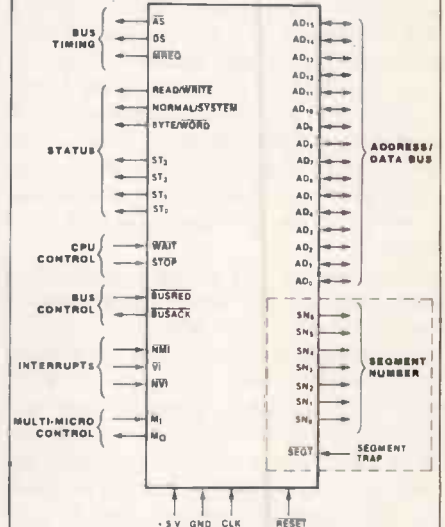 BUS
TIMING
AS
DS
MREQ
STATUS
READ/WRITE
NORMAL/SYSTEM
BYTE/WORD
ST3
ST2
ST1
ST0
CPU
CONTROL
WAIT
STOP
BUS
CONTROL
BUSREQ
BUSACK
INTERRUPTS
NMI
VI
NVI
MULTI-MICRO
CONTROL
MI
MO
AD15
AD14
AD13
AD12
AD11
AD10
AD9
AD8
AD7
AD6
AD5
AD4
AD3
AD2
AD1
AD0
ADDRESS/
DATA BUS
SN6
SN5
SN4
SN3
SN2
SN1
SN0
SEGMENT
NUMBER
SEGT
SEGMENT
TRAP
+5V GND CLK RESET